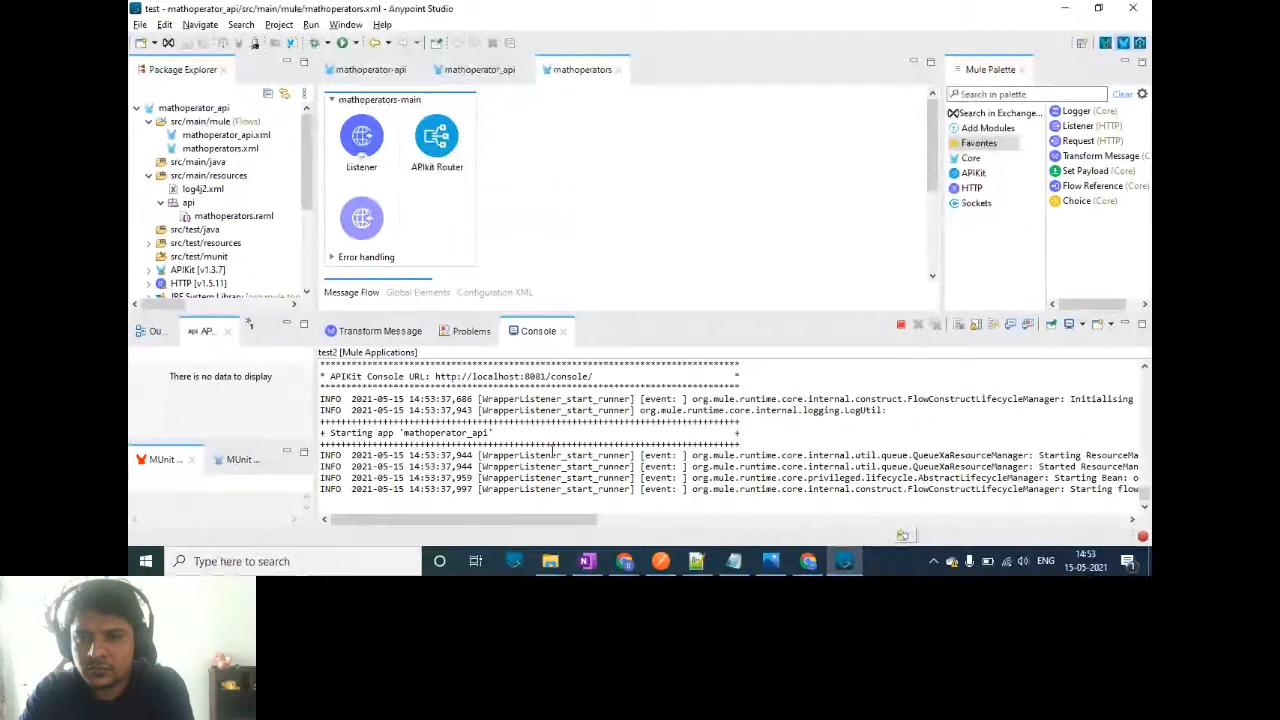 test - mathoperator_api/src/main/mule/mathoperators.xml - Anypoint Studio
File Edit Navigate Search Project Run Window Help
Package Explorer
mathoperator-api
mathoperator_api
mathoperators
Mule Palette
mathoperator_api
src/main/mule (Flows)
mathoperator_api.xml
mathoperators.xml
src/main/java
src/main/resources
log4j2.xml
api
mathoperators.raml
src/test/java
src/test/resources
src/test/munit
APIKit [v1.3.7]
HTTP [v1.5.11]
mathoperators-main
Listener
APIkit Router
Error handling
Message Flow
Global Elements
Configuration XML
Search in palette
Clear
Search in Exchange...
Add Modules
Favorites
Core
APIKit
HTTP
Sockets
Logger (Core)
Listener (HTTP)
Request (HTTP)
Transform Message (Core)
Set Payload (Core)
Flow Reference (Core)
Choice (Core)
Ou...
api AP...
1
There is no data to display
MUnit ...
MUnit ...
Transform Message
Problems
Console
test2 [Mule Applications]
********************************************************************************
* APIKit Console URL: http://localhost:8081/console/ *
********************************************************************************
INFO 2021-05-15 14:53:37,686 [WrapperListener_start_runner] [event: ] org.mule.runtime.core.internal.construct.FlowConstructLifecycleManager: Initialising
INFO 2021-05-15 14:53:37,943 [WrapperListener_start_runner] org.mule.runtime.core.internal.logging.LogUtil:
++++++++++++++++++++++++++++++++++++++++++++++++++++++++++++++++++++++++++++++++
+ Starting app 'mathoperator_api' +
++++++++++++++++++++++++++++++++++++++++++++++++++++++++++++++++++++++++++++++++
INFO 2021-05-15 14:53:37,944 [WrapperListener_start_runner] [event: ] org.mule.runtime.core.internal.util.queue.QueueXaResourceManager: Starting ResourceMa
INFO 2021-05-15 14:53:37,944 [WrapperListener_start_runner] [event: ] org.mule.runtime.core.internal.util.queue.QueueXaResourceManager: Started ResourceMan
INFO 2021-05-15 14:53:37,959 [WrapperListener_start_runner] [event: ] org.mule.runtime.core.privileged.lifecycle.AbstractLifecycleManager: Starting Bean: o
INFO 2021-05-15 14:53:37,997 [WrapperListener_start_runner] [event: ] org.mule.runtime.core.internal.construct.FlowConstructLifecycleManager: Starting flow
Type here to search
ENG
14:53
15-05-2021